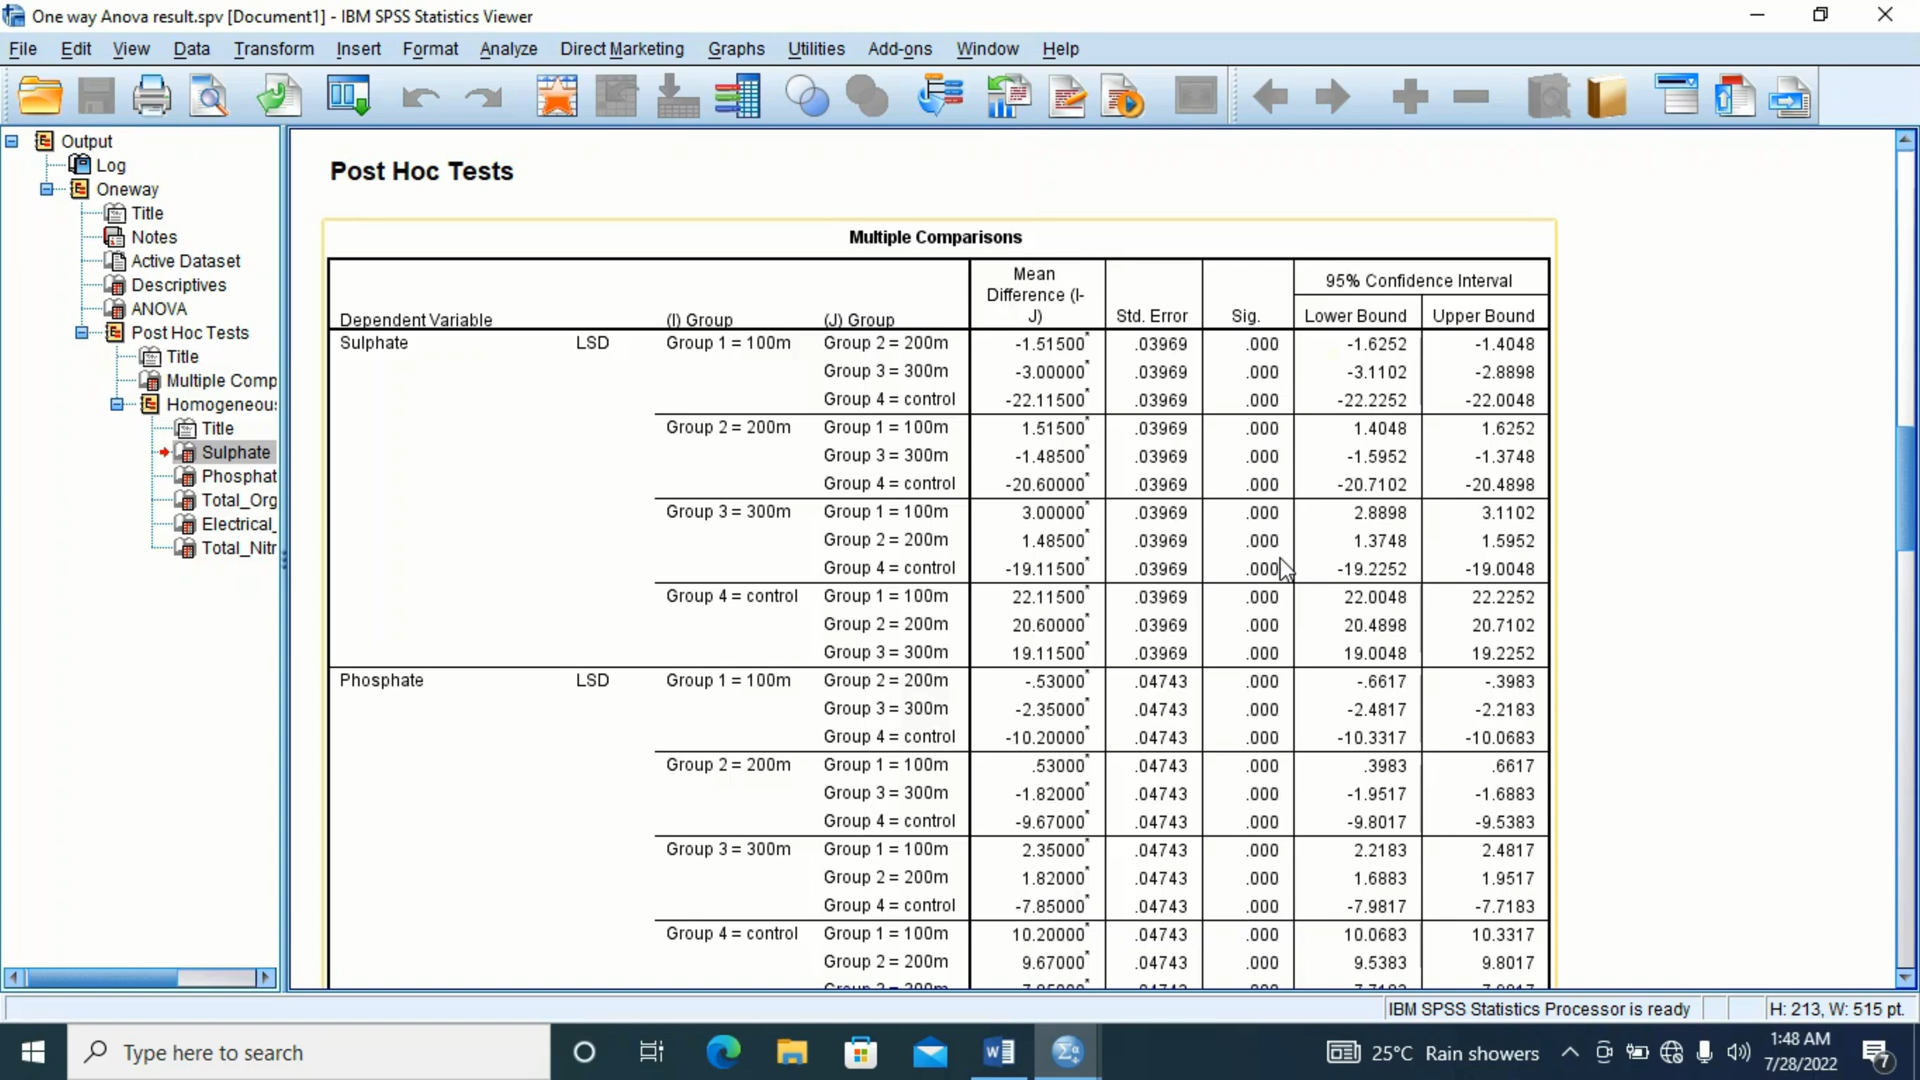 One way Anova result.spv [Document1] - IBM SPSS Statistics Viewer
File Edit View Data Transform Insert Format Analyze Direct Marketing Graphs Utilities Add-ons Window Help
Output
Log
Oneway
Title
Notes
Active Dataset
Descriptives
ANOVA
Post Hoc Tests
Title
Multiple Comp
Homogeneou
Title
Sulphate
Phosphat
Total_Org
Electrical_
Total_Nitr
Post Hoc Tests
Multiple Comparisons
Dependent Variable (I) Group (J) Group Mean Difference (I-J) Std. Error Sig. 95% Confidence Interval
Lower Bound Upper Bound
Sulphate LSD Group 1 = 100m Group 2 = 200m -1.51500* .03969 .000 -1.6252 -1.4048
Group 3 = 300m -3.00000* .03969 .000 -3.1102 -2.8898
Group 4 = control -22.11500* .03969 .000 -22.2252 -22.0048
Group 2 = 200m Group 1 = 100m 1.51500* .03969 .000 1.4048 1.6252
Group 3 = 300m -1.48500* .03969 .000 -1.5952 -1.3748
Group 4 = control -20.60000* .03969 .000 -20.7102 -20.4898
Group 3 = 300m Group 1 = 100m 3.00000* .03969 .000 2.8898 3.1102
Group 2 = 200m 1.48500* .03969 .000 1.3748 1.5952
Group 4 = control -19.11500* .03969 .000 -19.2252 -19.0048
Group 4 = control Group 1 = 100m 22.11500* .03969 .000 22.0048 22.2252
Group 2 = 200m 20.60000* .03969 .000 20.4898 20.7102
Group 3 = 300m 19.11500* .03969 .000 19.0048 19.2252
Phosphate LSD Group 1 = 100m Group 2 = 200m -.53000* .04743 .000 -.6617 -.3983
Group 3 = 300m -2.35000* .04743 .000 -2.4817 -2.2183
Group 4 = control -10.20000* .04743 .000 -10.3317 -10.0683
Group 2 = 200m Group 1 = 100m .53000* .04743 .000 .3983 .6617
Group 3 = 300m -1.82000* .04743 .000 -1.9517 -1.6883
Group 4 = control -9.67000* .04743 .000 -9.8017 -9.5383
Group 3 = 300m Group 1 = 100m 2.35000* .04743 .000 2.2183 2.4817
Group 2 = 200m 1.82000* .04743 .000 1.6883 1.9517
Group 4 = control -7.85000* .04743 .000 -7.9817 -7.7183
Group 4 = control Group 1 = 100m 10.20000* .04743 .000 10.0683 10.3317
Group 2 = 200m 9.67000* .04743 .000 9.5383 9.8017
IBM SPSS Statistics Processor is ready H: 213, W: 515 pt.
Type here to search
25°C Rain showers
1:48 AM
7/28/2022
7